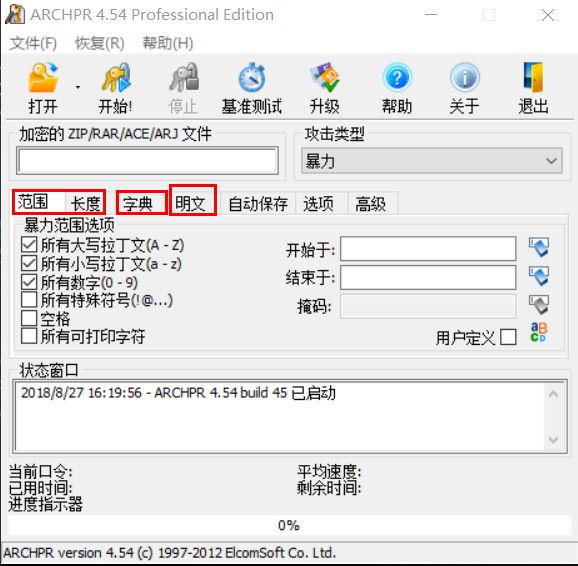 ARCHPR 4.54 Professional Edition
文件(F) 恢复(R) 帮助(H)
打开 开始! 停止 基准测试 升级 帮助 关于 退出
加密的 ZIP/RAR/ACE/ARJ 文件 攻击类型
暴力
范围 长度 字典 明文 自动保存 选项 高级
暴力范围选项
所有大写拉丁文(A - Z)
所有小写拉丁文(a - z)
所有数字(0 - 9)
所有特殊符号(!@...)
空格
所有可打印字符
开始于:
结束于:
掩码:
用户定义
状态窗口
2018/8/27 16:19:56 - ARCHPR 4.54 build 45 已启动
当前口令: 平均速度:
已用时间: 剩余时间:
进度指示器
0%
ARCHPR version 4.54 (c) 1997-2012 ElcomSoft Co. Ltd.